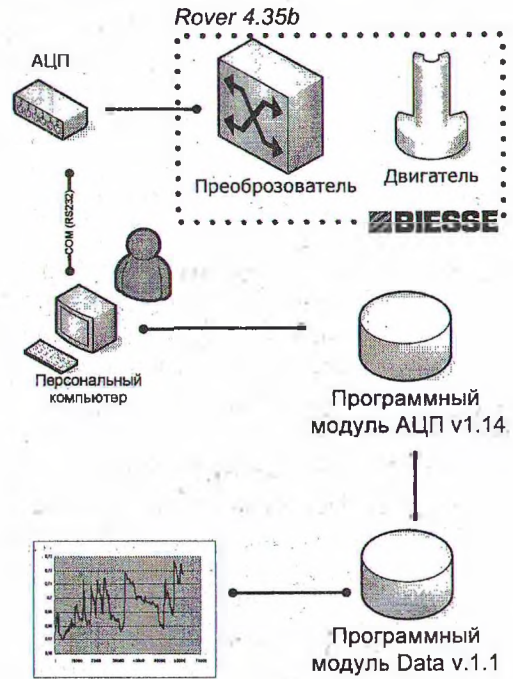 Rover 4.35b
АЦП
Преоброзователь
Двигатель
BIESSE
COM (RS232)
Персональный
компьютер
Программный
модуль АЦП v1.14
Программный
модуль Data v.1.1